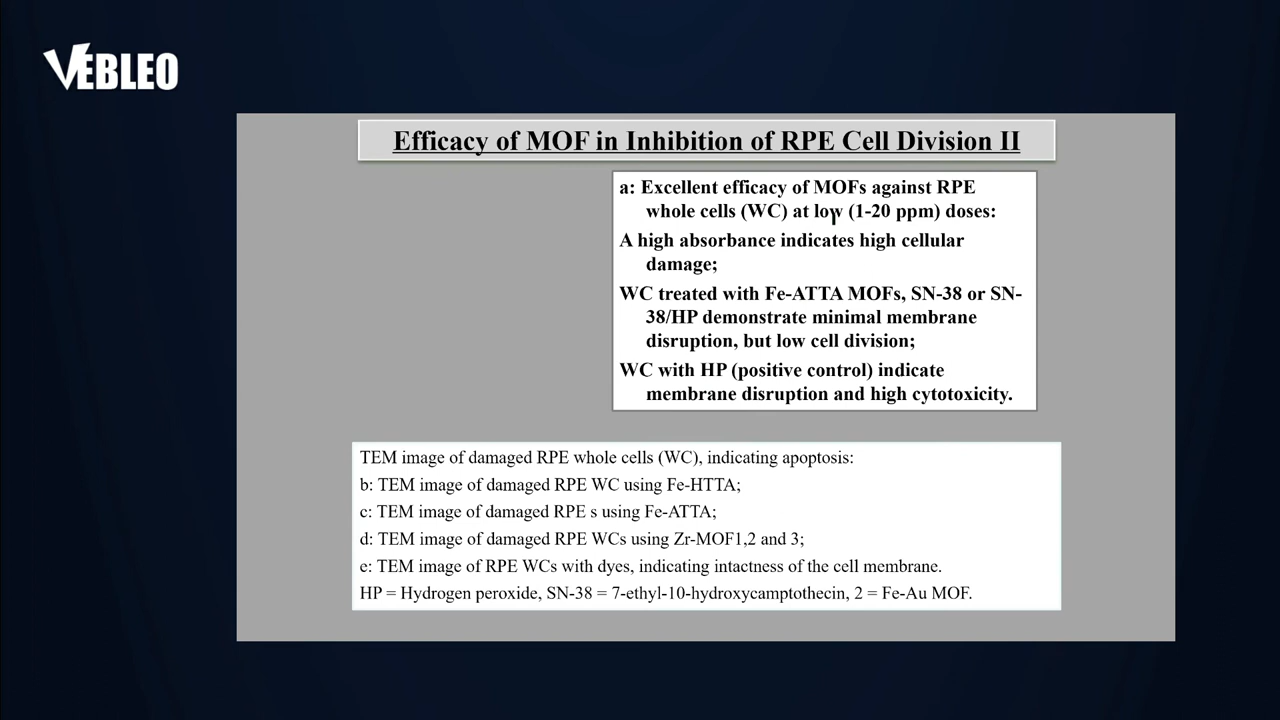 VEBLEO
Efficacy of MOF in Inhibition of RPE Cell Division II
a: Excellent efficacy of MOFs against RPE
whole cells (WC) at low (1-20 ppm) doses:
A high absorbance indicates high cellular
damage;
WC treated with Fe-ATTA MOFs, SN-38 or SN-
38/HP demonstrate minimal membrane
disruption, but low cell division;
WC with HP (positive control) indicate
membrane disruption and high cytotoxicity.
TEM image of damaged RPE whole cells (WC), indicating apoptosis:
b: TEM image of damaged RPE WC using Fe-HTTA;
c: TEM image of damaged RPE s using Fe-ATTA;
d: TEM image of damaged RPE WCs using Zr-MOF1,2 and 3;
e: TEM image of RPE WCs with dyes, indicating intactness of the cell membrane.
HP = Hydrogen peroxide, SN-38 = 7-ethyl-10-hydroxycamptothecin, 2 = Fe-Au MOF.